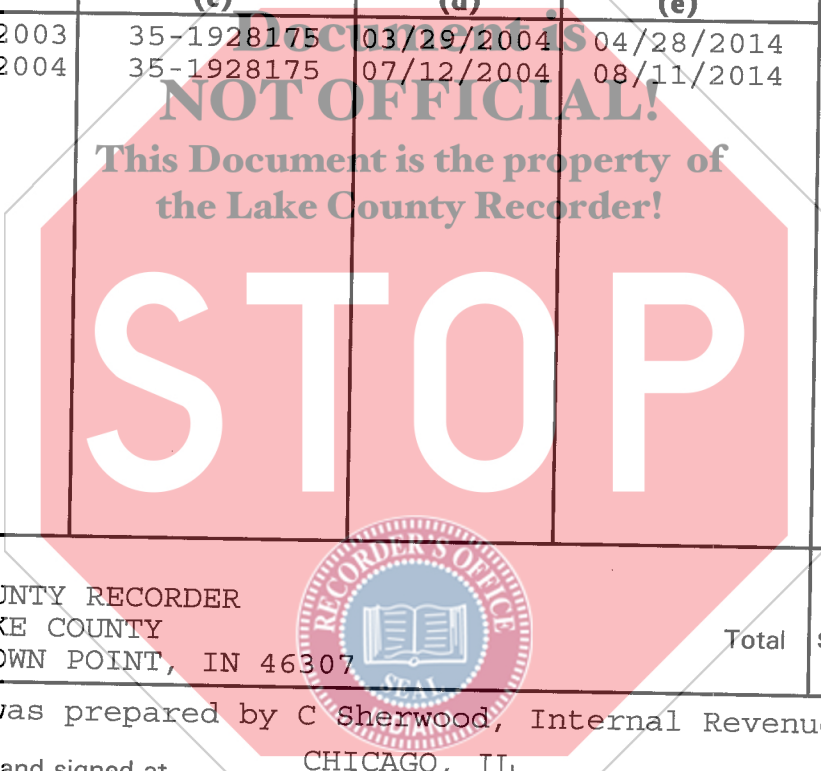 (c) (d) (e)
2003 35-1928175 03/29/2004 04/28/2014
2004 35-1928175 07/12/2004 08/11/2014
Document is
NOT OFFICIAL!
This Document is the property of
the Lake County Recorder!
STOP
RECORDER'S OFFICE
SEAL
UNTY RECORDER
KE COUNTY
OWN POINT, IN 46307
Total
was prepared by C Sherwood, Internal Revenu
and signed at CHICAGO, IL